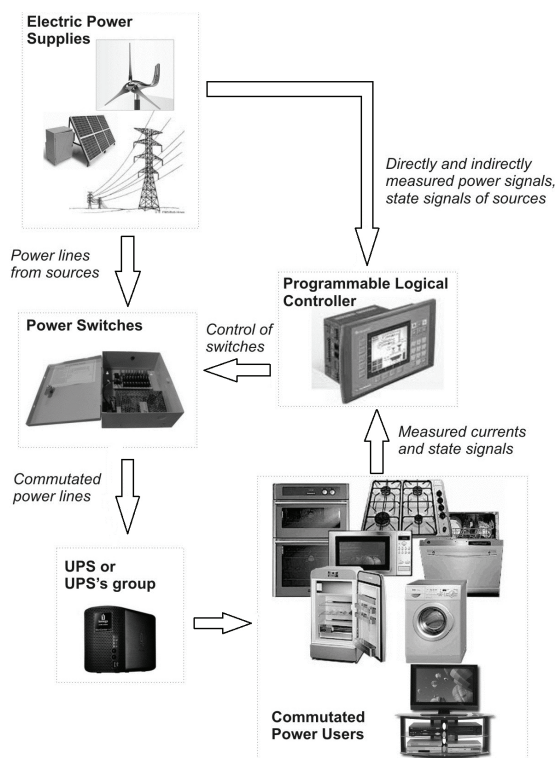 Electric Power
Supplies
Directly and indirectly
measured power signals,
state signals of sources
Power lines
from sources
Programmable Logical
Controller
Power Switches
Control of
switches
Measured currents
and state signals
Commutated
power lines
UPS or
UPS's group
Commutated
Power Users